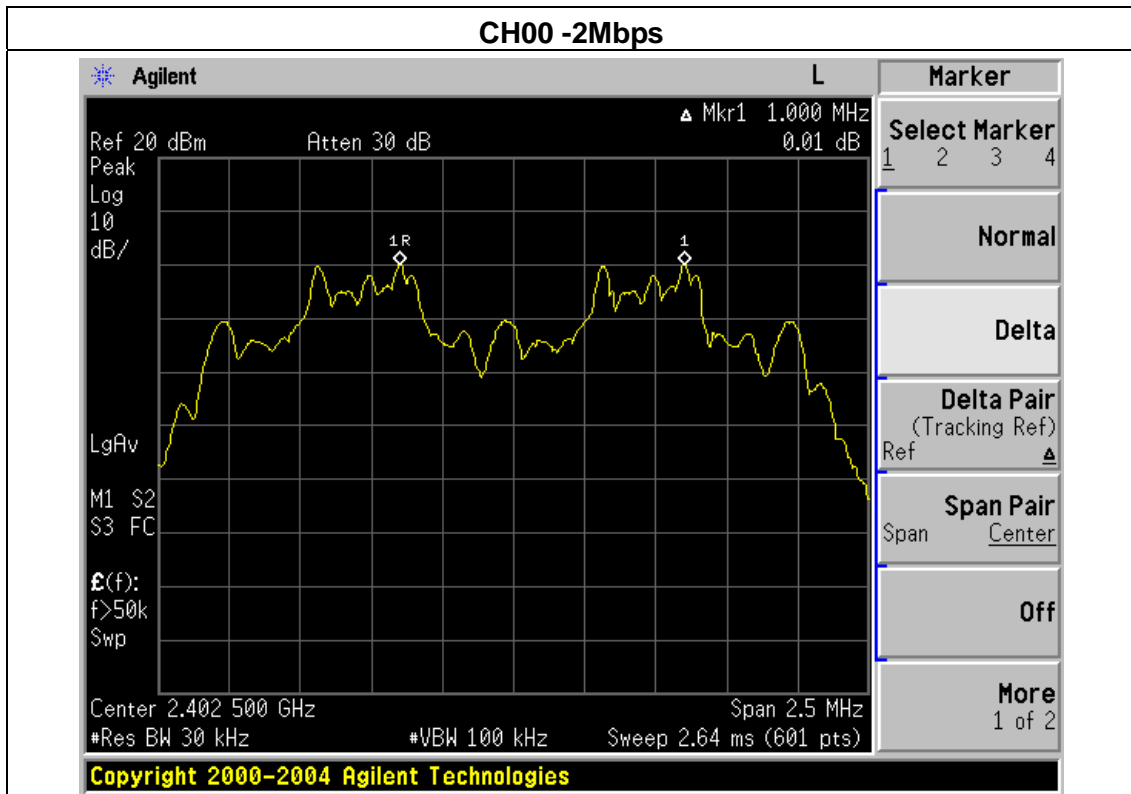 CH00 -2Mbps
Agilent L Marker
▵ Mkr1 1.000 MHz
Ref 20 dBm Atten 30 dB 0.01 dB
Peak
Log
10
dB/
1R 1
LgAv
M1 S2
S3 FC
£(f):
f>50k
Swp
Center 2.402 500 GHz Span 2.5 MHz
#Res BW 30 kHz #VBW 100 kHz Sweep 2.64 ms (601 pts)
Select Marker
1 2 3 4
Normal
Delta
Delta Pair
(Tracking Ref)
Ref ▵
Span Pair
Span Center
Off
More
1 of 2
Copyright 2000-2004 Agilent Technologies